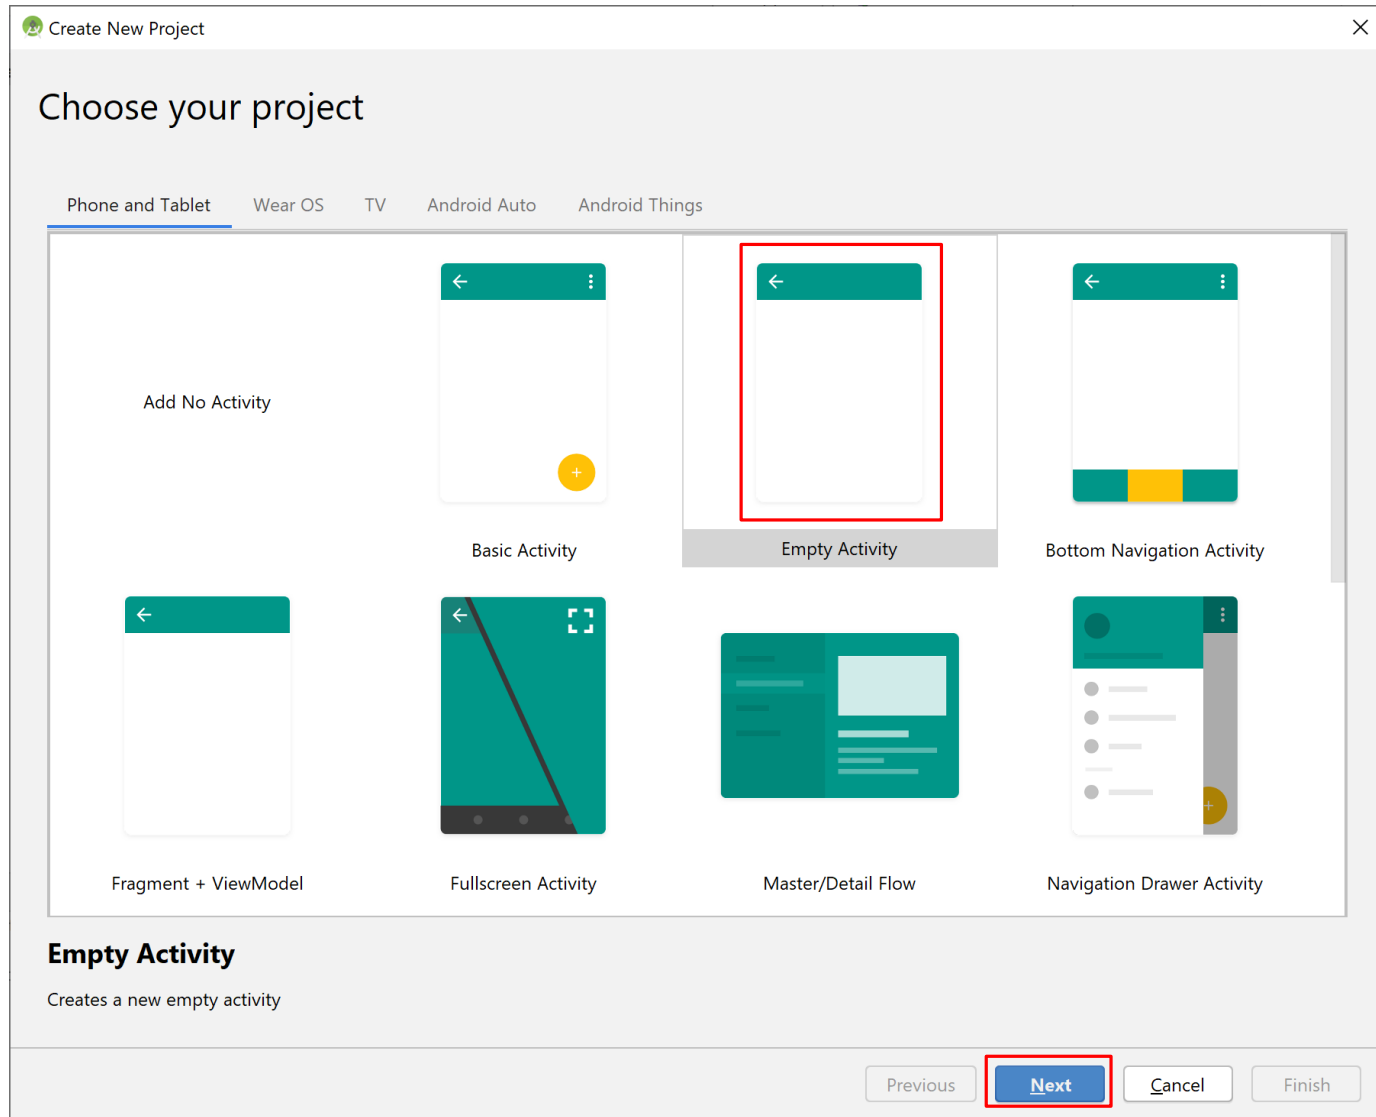 Create New Project
Choose your project
Phone and Tablet Wear OS TV Android Auto Android Things
Add No Activity
Basic Activity
Empty Activity
Bottom Navigation Activity
Fragment + ViewModel
Fullscreen Activity
Master/Detail Flow
Navigation Drawer Activity
Empty Activity
Creates a new empty activity
Previous Next Cancel Finish